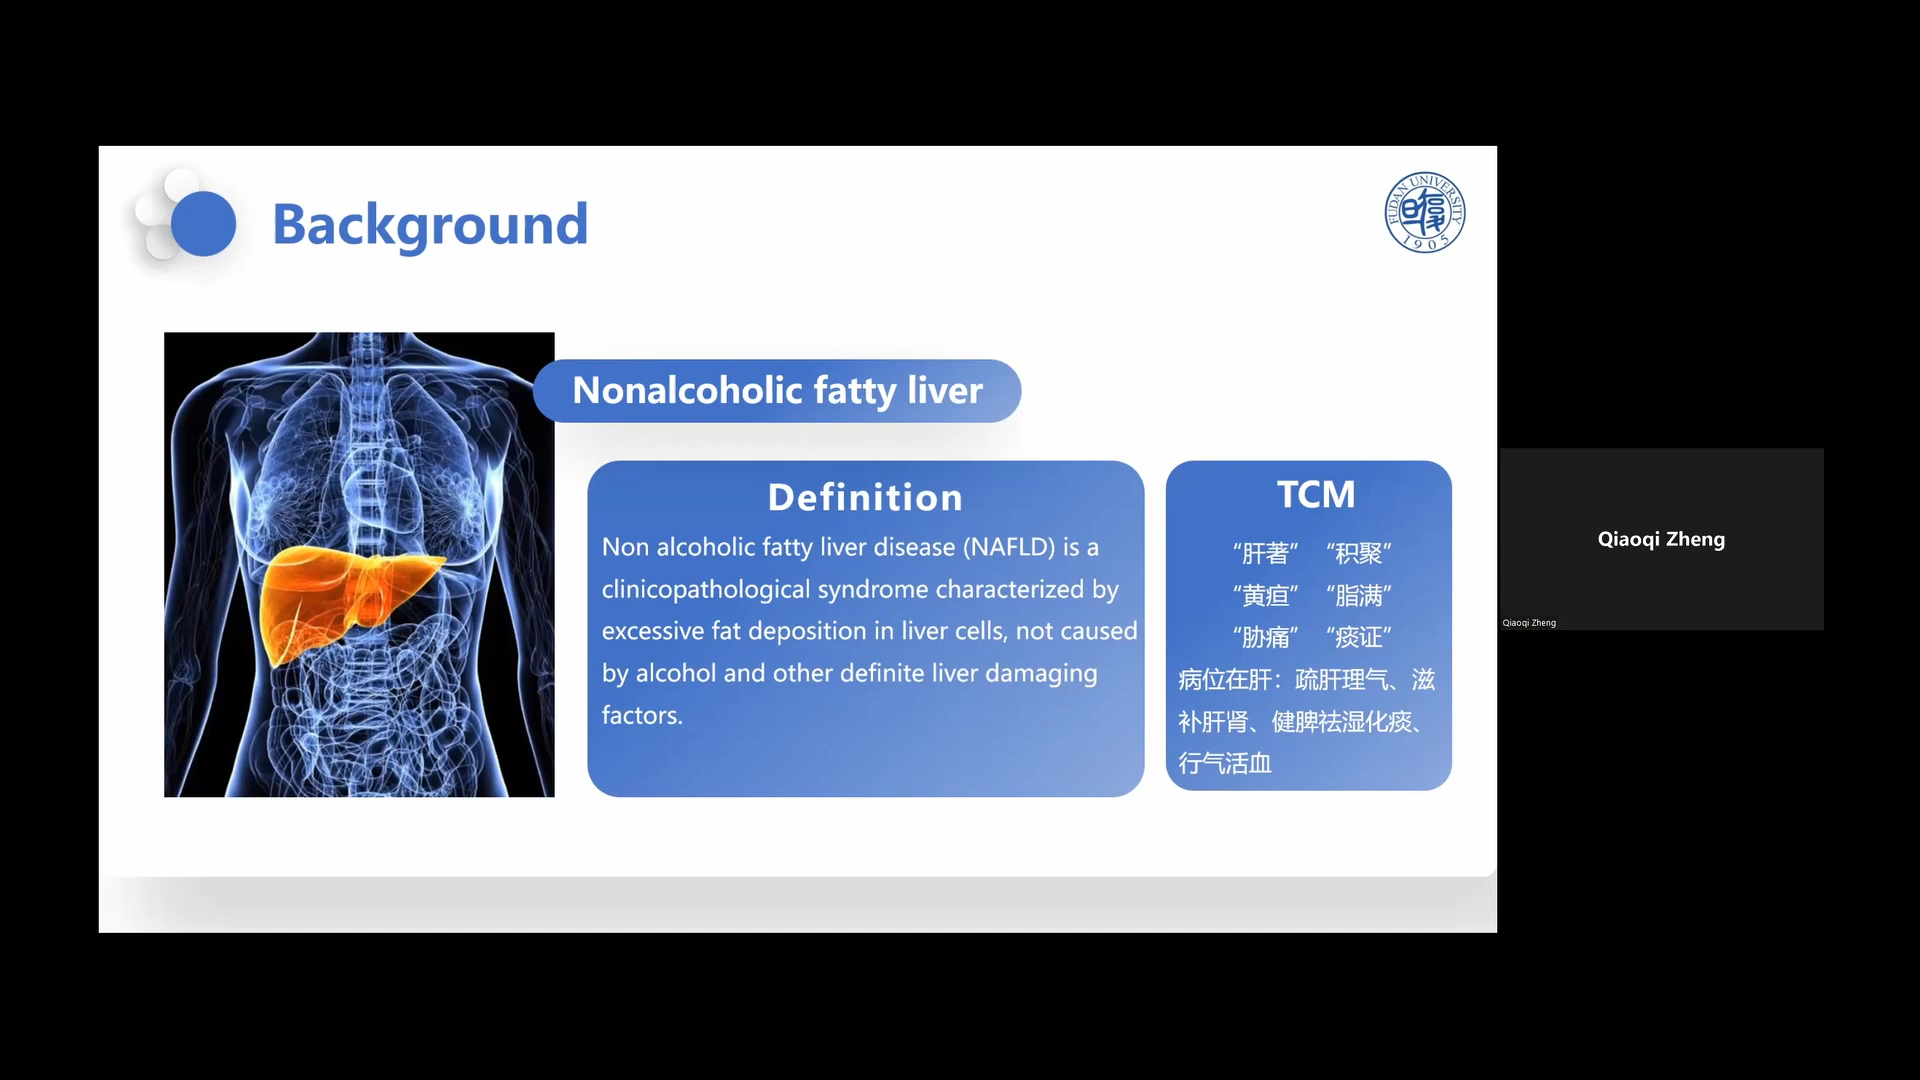 Background
FUDAN UNIVERSITY
1905
Nonalcoholic fatty liver
Definition
Non alcoholic fatty liver disease (NAFLD) is a
clinicopathological syndrome characterized by
excessive fat deposition in liver cells, not caused
by alcohol and other definite liver damaging
factors.
TCM
“肝著” “积聚”
“黄疸” “脂满”
“胁痛” “痰证”
病位在肝：疏肝理气、滋
补肝肾、健脾祛湿化痰、
行气活血
Qiaoqi Zheng
Qiaoqi Zheng